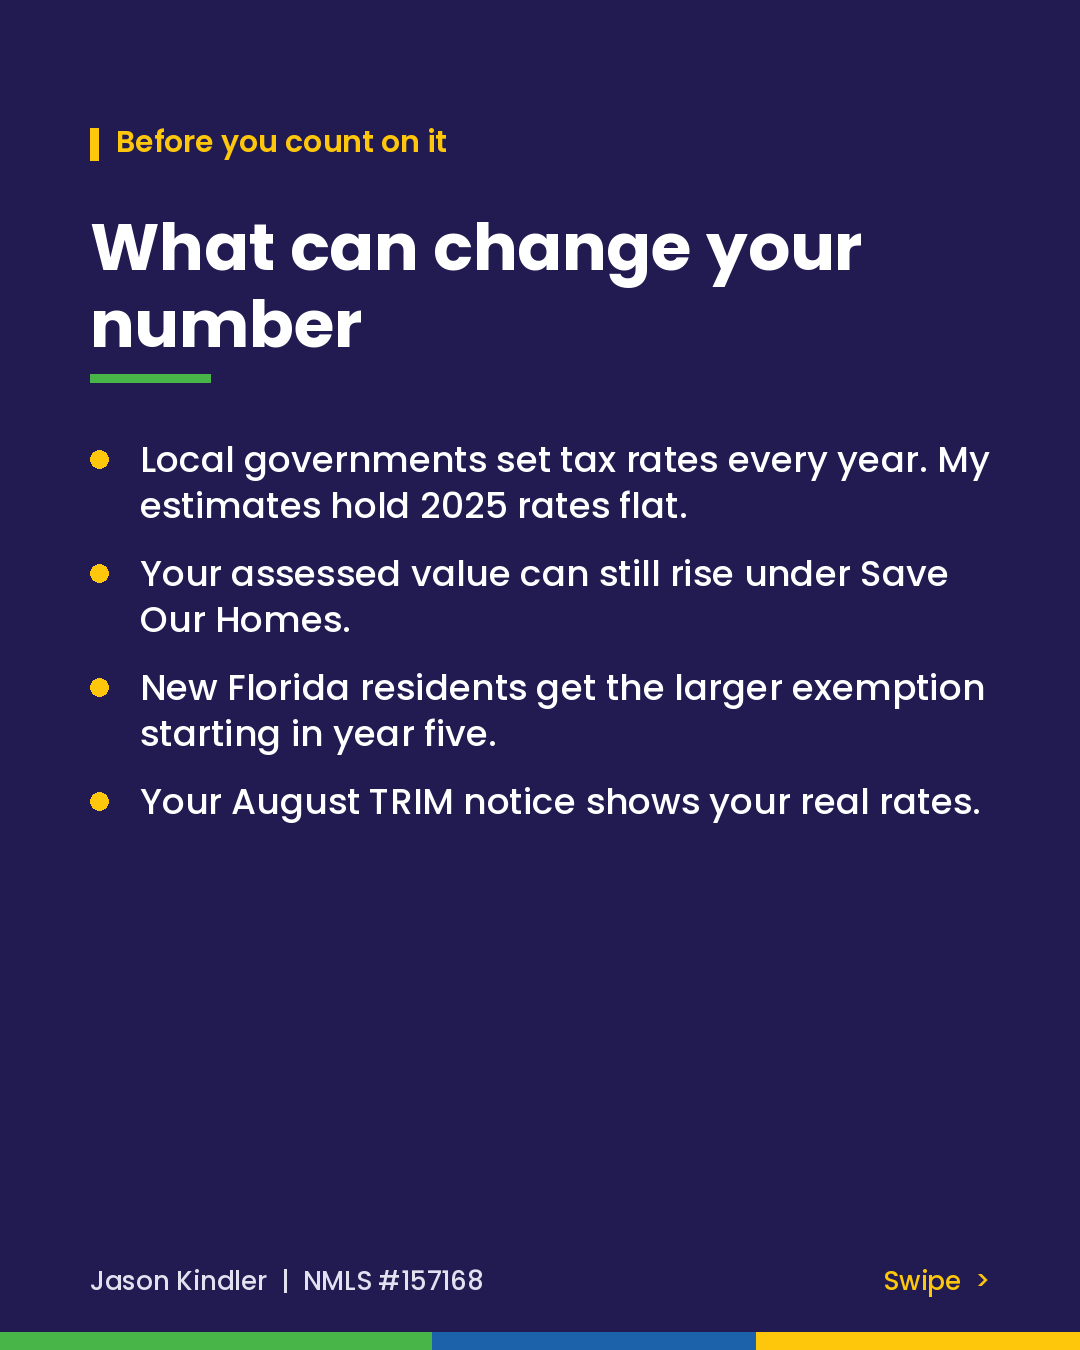 Before you count on it
What can change your
number
Local governments set tax rates every year. My
estimates hold 2025 rates flat.
Your assessed value can still rise under Save
Our Homes.
New Florida residents get the larger exemption
starting in year five.
Your August TRIM notice shows your real rates.
Jason Kindler | NMLS #157168
Swipe >